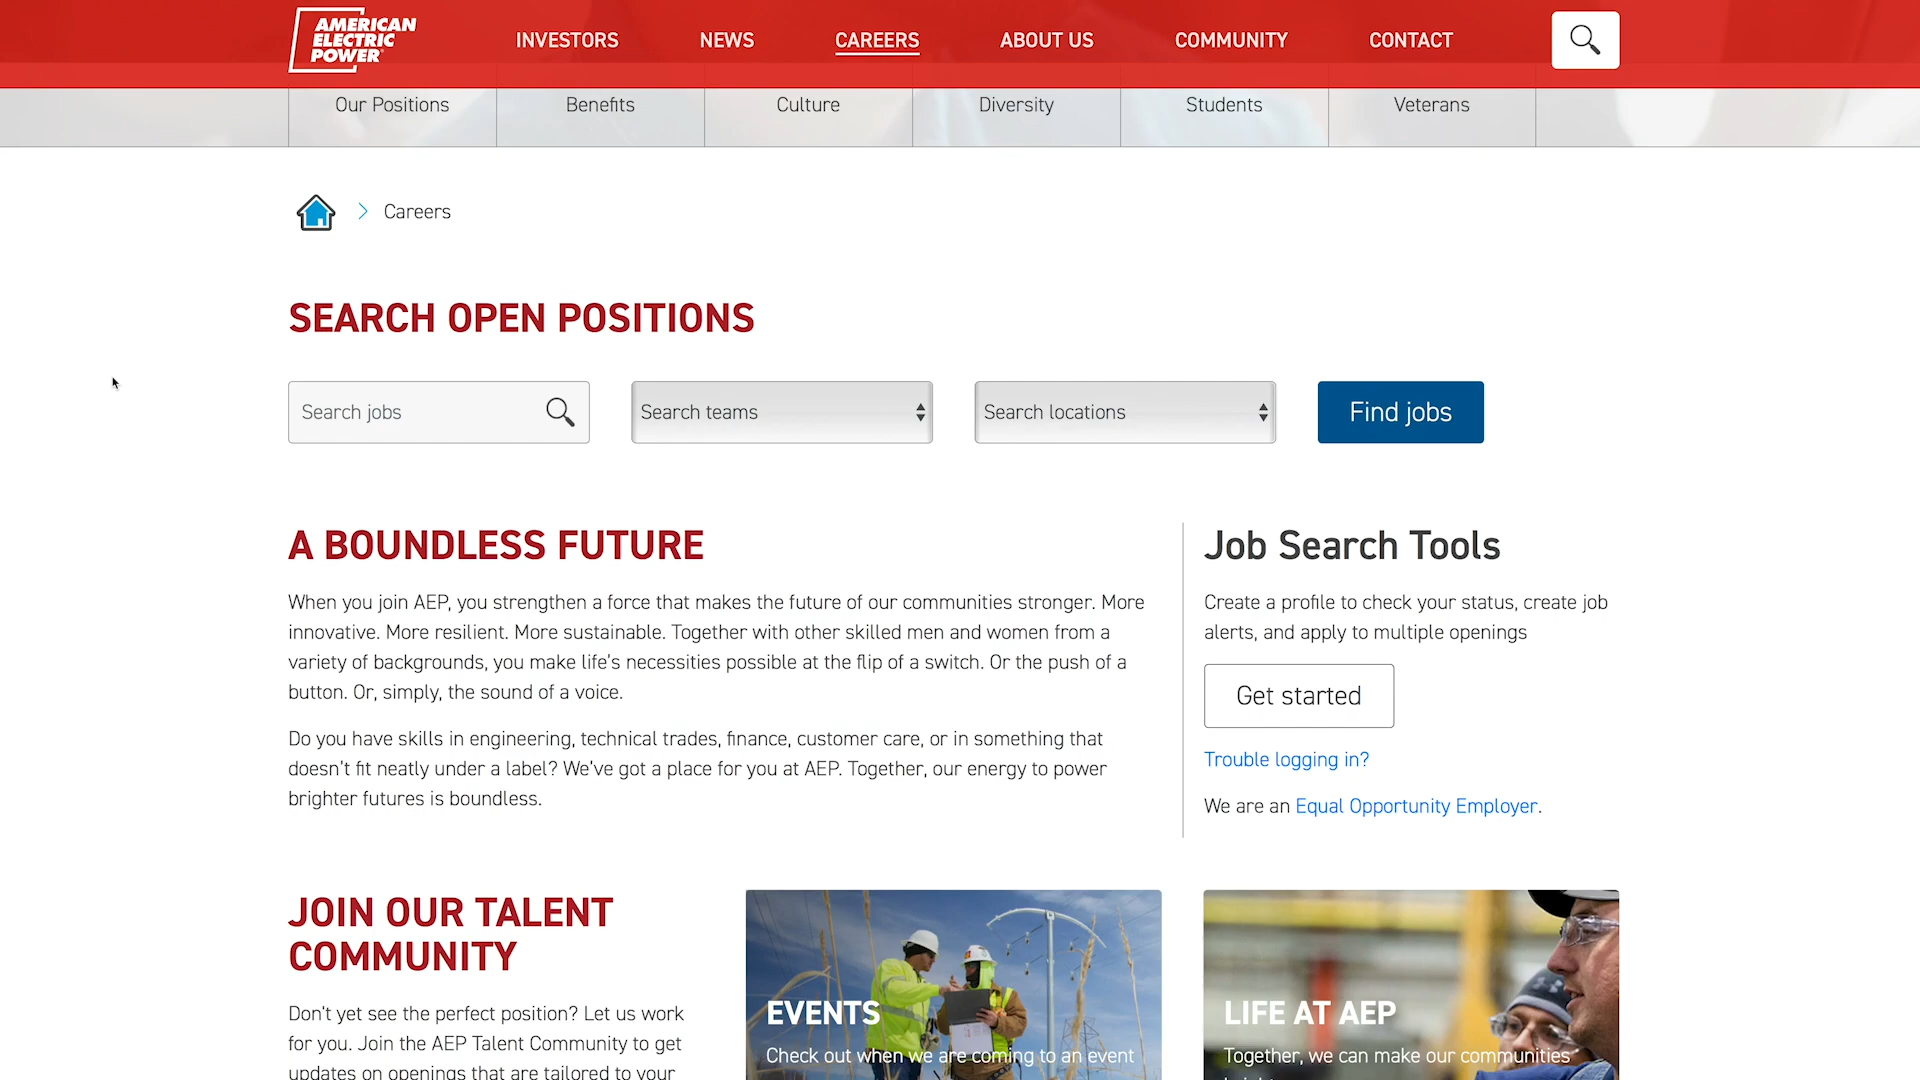 AMERICAN
ELECTRIC
POWER
INVESTORS
NEWS
CAREERS
ABOUT US
COMMUNITY
CONTACT
Our Positions
Benefits
Culture
Diversity
Students
Veterans
Careers
SEARCH OPEN POSITIONS
Search jobs
Search teams
Search locations
Find jobs
A BOUNDLESS FUTURE
When you join AEP, you strengthen a force that makes the future of our communities stronger. More
innovative. More resilient. More sustainable. Together with other skilled men and women from a
variety of backgrounds, you make life's necessities possible at the flip of a switch. Or the push of a
button. Or, simply, the sound of a voice.
Do you have skills in engineering, technical trades, finance, customer care, or in something that
doesn't fit neatly under a label? We've got a place for you at AEP. Together, our energy to power
brighter futures is boundless.
Job Search Tools
Create a profile to check your status, create job
alerts, and apply to multiple openings
Get started
Trouble logging in?
We are an Equal Opportunity Employer.
JOIN OUR TALENT
COMMUNITY
Don't yet see the perfect position? Let us work
for you. Join the AEP Talent Community to get
updates on openings that are tailored to your
EVENTS
Check out when we are coming to an event
LIFE AT AEP
Together, we can make our communities